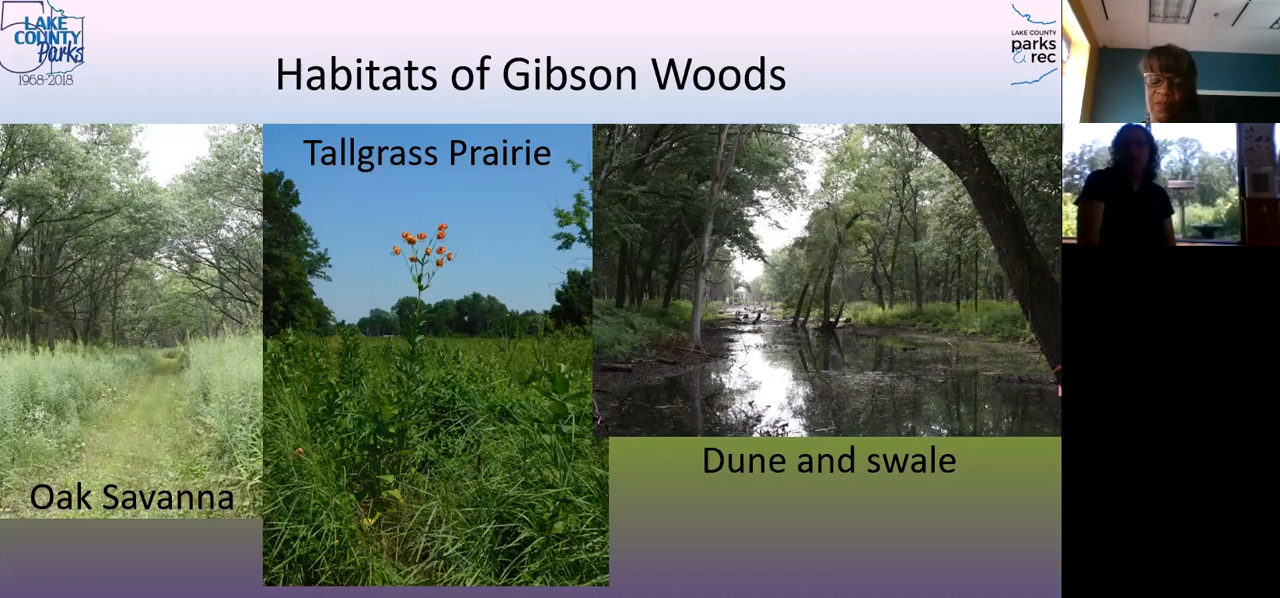 LAKE
COUNTY
Parks
1968-2018
Habitats of Gibson Woods
LAKE COUNTY
parks
& rec
Tallgrass Prairie
Oak Savanna
Dune and swale